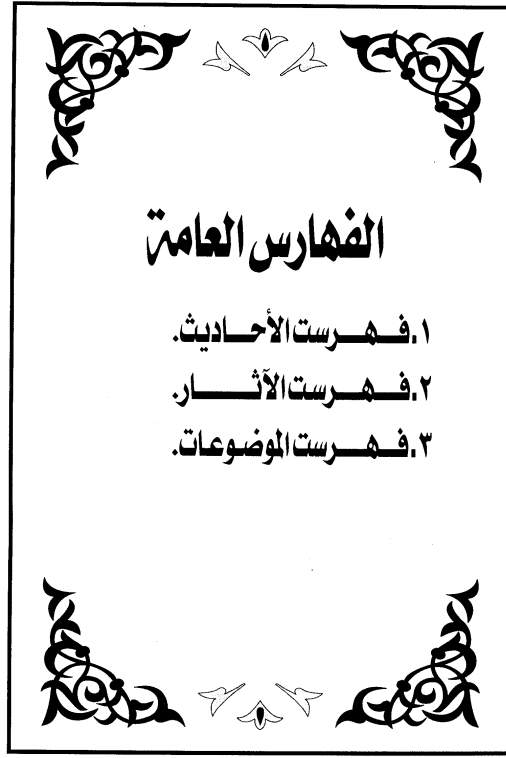 الفهارس العامة
١. فهرست الأحاديث.
٢. فهرست الآثار.
٣. فهرست الموضوعات.